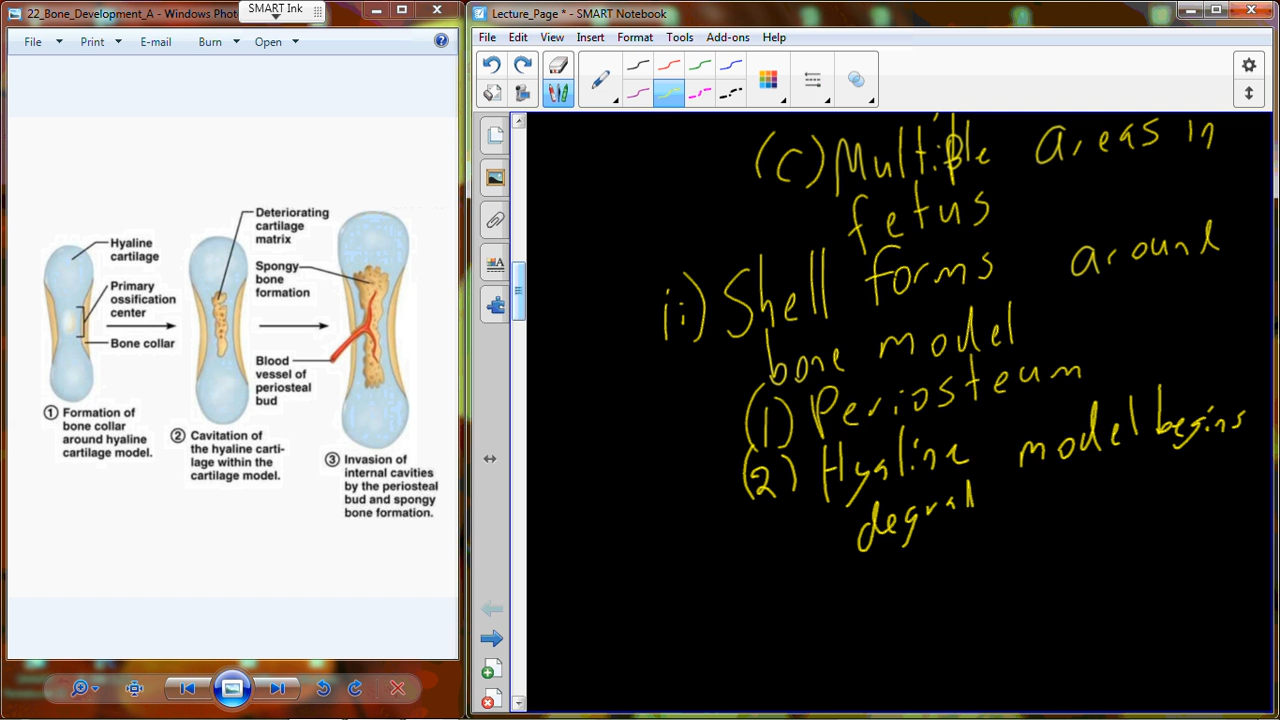 22_Bone_Development_A - Windows Phot
SMART Ink
File Print E-mail Burn Open
Hyaline
cartilage
Primary
ossification
center
Bone collar
Deteriorating
cartilage
matrix
Spongy
bone
formation
Blood
vessel of
periosteal
bud
① Formation of
bone collar
around hyaline
cartilage model.
② Cavitation of
the hyaline carti-
lage within the
cartilage model.
③ Invasion of
internal cavities
by the periosteal
bud and spongy
bone formation.
Lecture_Page * - SMART Notebook
File Edit View Insert Format Tools Add-ons Help
(C) Multiple areas in
fetus
ii) Shell forms around
bone model
(1) Periosteum
(2) Hyaline model begins
degrad